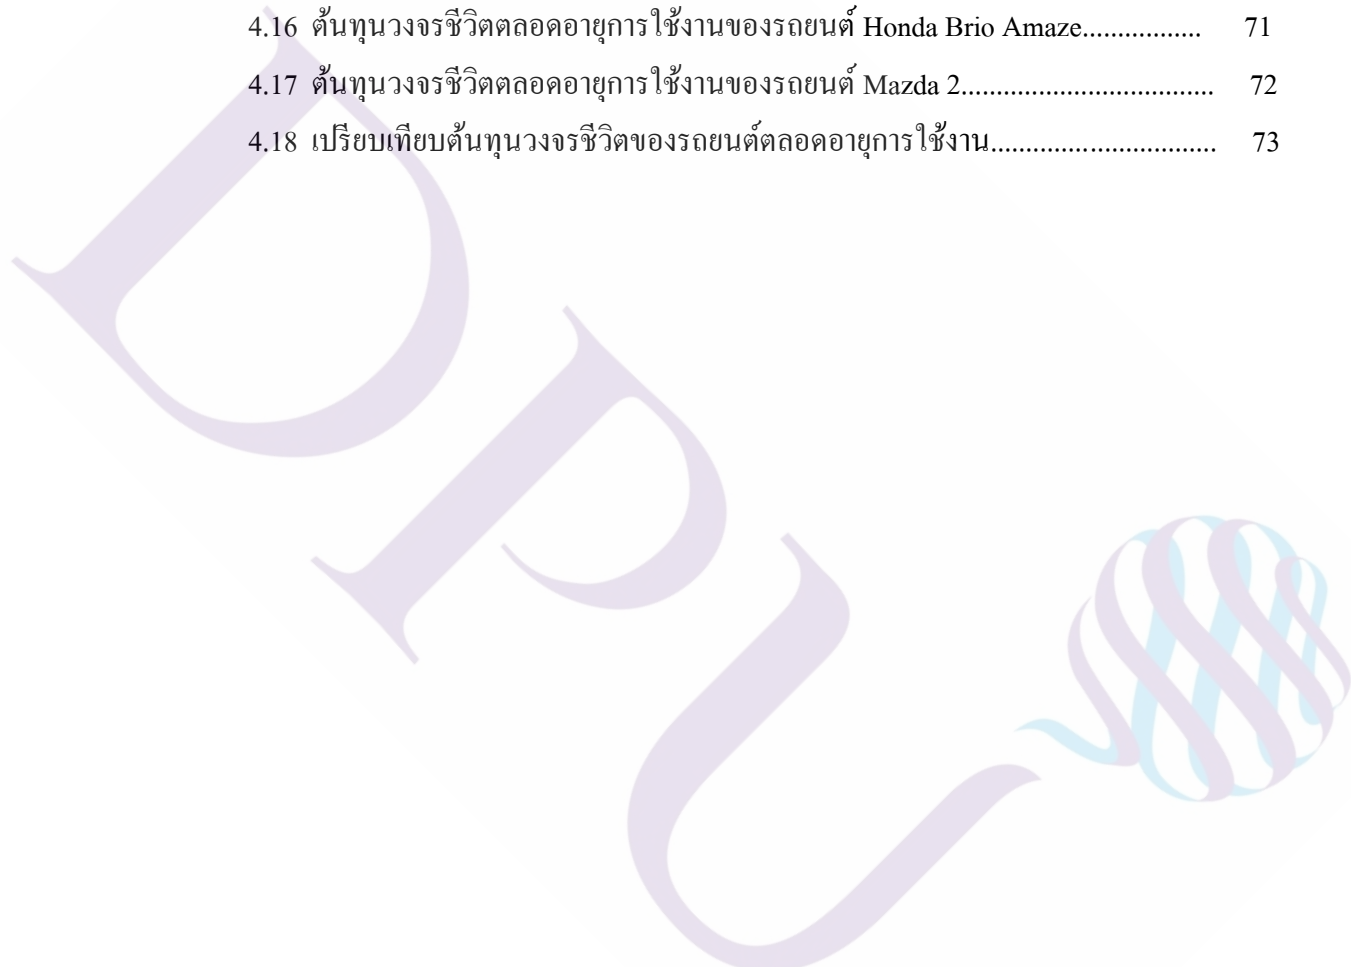 4.16 ต้นทุนวงจรชีวิตตลอดอายุการใช้งานของรถยนต์ Honda Brio Amaze................. 71
4.17 ต้นทุนวงจรชีวิตตลอดอายุการใช้งานของรถยนต์ Mazda 2.................................... 72
4.18 เปรียบเทียบต้นทุนวงจรชีวิตของรถยนต์ตลอดอายุการใช้งาน................................ 73
DPU